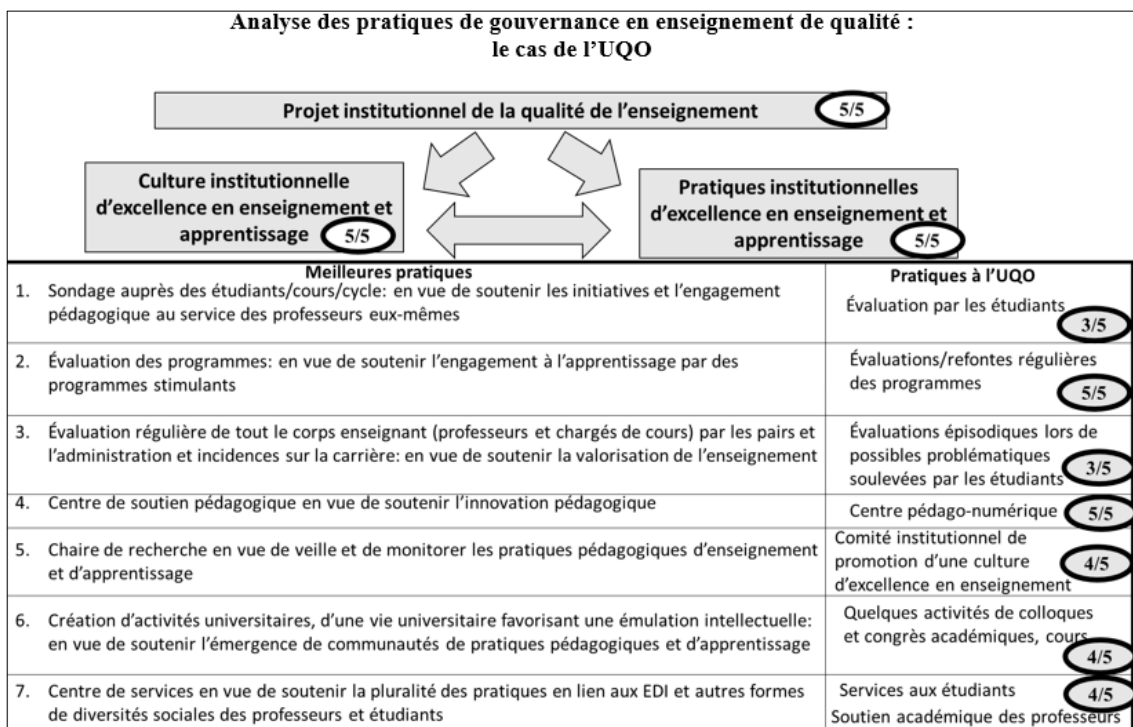 Analyse des pratiques de gouvernance en enseignement de qualité :
le cas de l'UQO
Projet institutionnel de la qualité de l'enseignement 5/5
Culture institutionnelle
d'excellence en enseignement et
apprentissage 5/5
Pratiques institutionnelles
d'excellence en enseignement et
apprentissage 5/5
Meilleures pratiques
Pratiques à l'UQO
1. Sondage auprès des étudiants/cours/cycle: en vue de soutenir les initiatives et l'engagement
pédagogique au service des professeurs eux-mêmes
Évaluation par les étudiants
3/5
2. Évaluation des programmes: en vue de soutenir l'engagement à l'apprentissage par des
programmes stimulants
Évaluations/refontes régulières
des programmes
5/5
3. Évaluation régulière de tout le corps enseignant (professeurs et chargés de cours) par les pairs et
l'administration et incidences sur la carrière: en vue de soutenir la valorisation de l'enseignement
Évaluations épisodiques lors de
possibles problématiques
soulevées par les étudiants 3/5
4. Centre de soutien pédagogique en vue de soutenir l'innovation pédagogique
Centre pédago-numérique 5/5
5. Chaire de recherche en vue de veille et de monitorer les pratiques pédagogiques d'enseignement
et d'apprentissage
Comité institutionnel de
promotion d'une culture 4/5
d'excellence en enseignement
6. Création d'activités universitaires, d'une vie universitaire favorisant une émulation intellectuelle:
en vue de soutenir l'émergence de communautés de pratiques pédagogiques et d'apprentissage
Quelques activités de colloques
et congrès académiques, cours
4/5
7. Centre de services en vue de soutenir la pluralité des pratiques en lien aux EDI et autres formes
de diversités sociales des professeurs et étudiants
Services aux étudiants 4/5
Soutien académique des professeurs